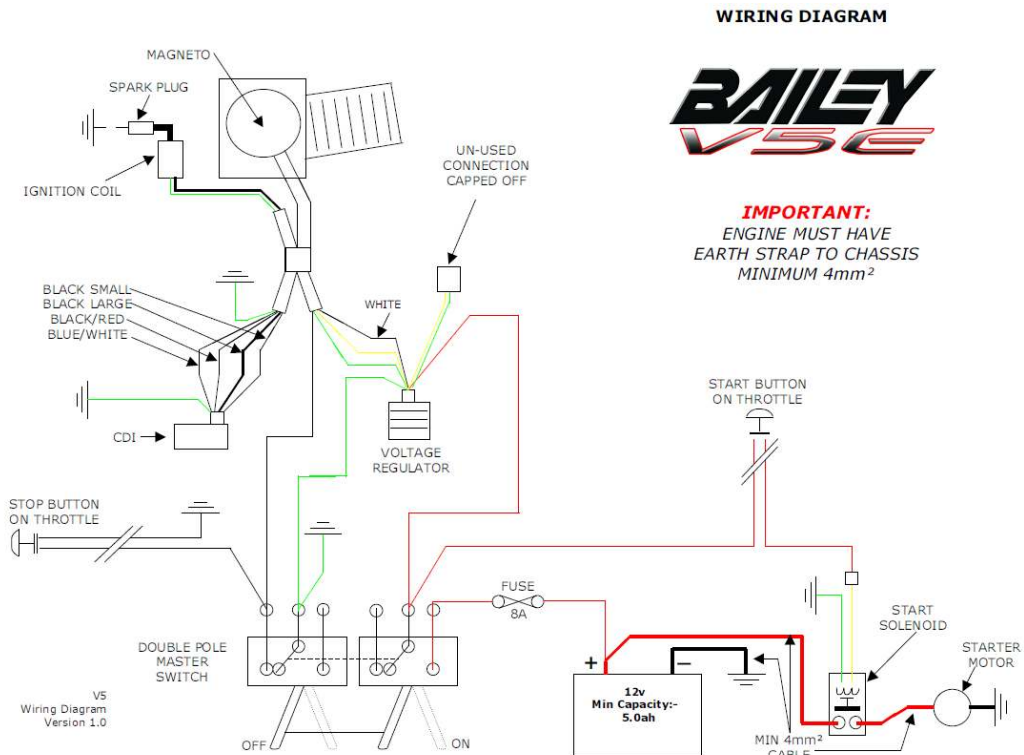 WIRING DIAGRAM
BAILEY
V5E
IMPORTANT:
ENGINE MUST HAVE
EARTH STRAP TO CHASSIS
MINIMUM 4mm²
MAGNETO
SPARK PLUG
IGNITION COIL
UN-USED
CONNECTION
CAPPED OFF
BLACK SMALL
BLACK LARGE
BLACK/RED
BLUE/WHITE
WHITE
CDI
VOLTAGE
REGULATOR
START BUTTON
ON THROTTLE
STOP BUTTON
ON THROTTLE
FUSE
8A
START
SOLENOID
STARTER
MOTOR
DOUBLE POLE
MASTER
SWITCH
+
−
12v
Min Capacity:-
5.0ah
MIN 4mm²
CABLE
OFF
ON
V5
Wiring Diagram
Version 1.0